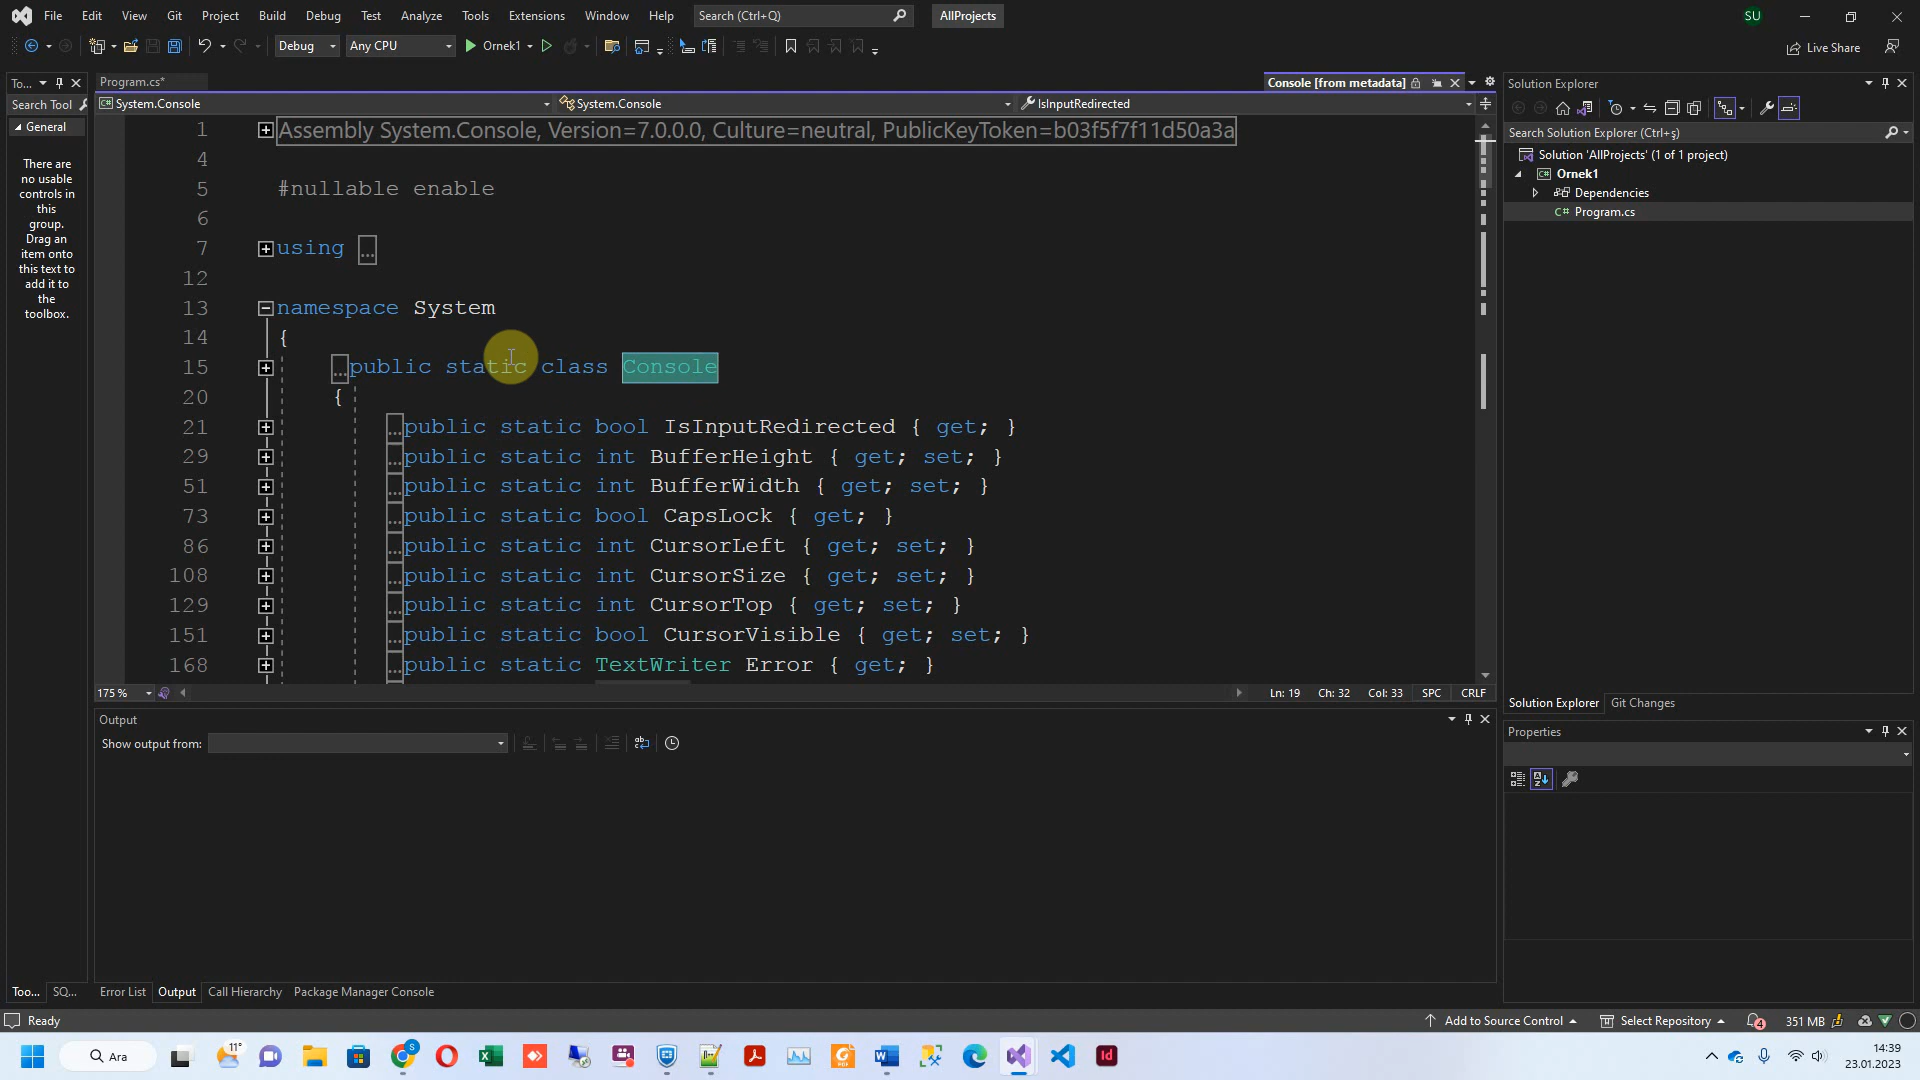 File Edit View Git Project Build Debug Test Analyze Tools Extensions Window Help Search (Ctrl+Q) AllProjects SU
Debug Any CPU Ornek1 Live Share
To... Program.cs* Console [from metadata] Solution Explorer
Search Tool System.Console System.Console IsInputRedirected
General
There are
no usable
controls in
this
group.
Drag an
item onto
this text to
add it to
the
toolbox.
1 Assembly System.Console, Version=7.0.0.0, Culture=neutral, PublicKeyToken=b03f5f7f11d50a3a
4
5 #nullable enable
6
7 using ...
12
13 namespace System
14 {
15 ...public static class Console
20 {
21 ...public static bool IsInputRedirected { get; }
29 ...public static int BufferHeight { get; set; }
51 ...public static int BufferWidth { get; set; }
73 ...public static bool CapsLock { get; }
86 ...public static int CursorLeft { get; set; }
108 ...public static int CursorSize { get; set; }
129 ...public static int CursorTop { get; set; }
151 ...public static bool CursorVisible { get; set; }
168 ...public static TextWriter Error { get; }
175 % Ln: 19 Ch: 32 Col: 33 SPC CRLF
Search Solution Explorer (Ctrl+ş)
Solution 'AllProjects' (1 of 1 project)
C# Ornek1
Dependencies
C# Program.cs
Solution Explorer Git Changes
Properties
Output
Show output from:
Too... SQ... Error List Output Call Hierarchy Package Manager Console
Ready Add to Source Control Select Repository 4 351 MB
11° Ara 14:39
23.01.2023